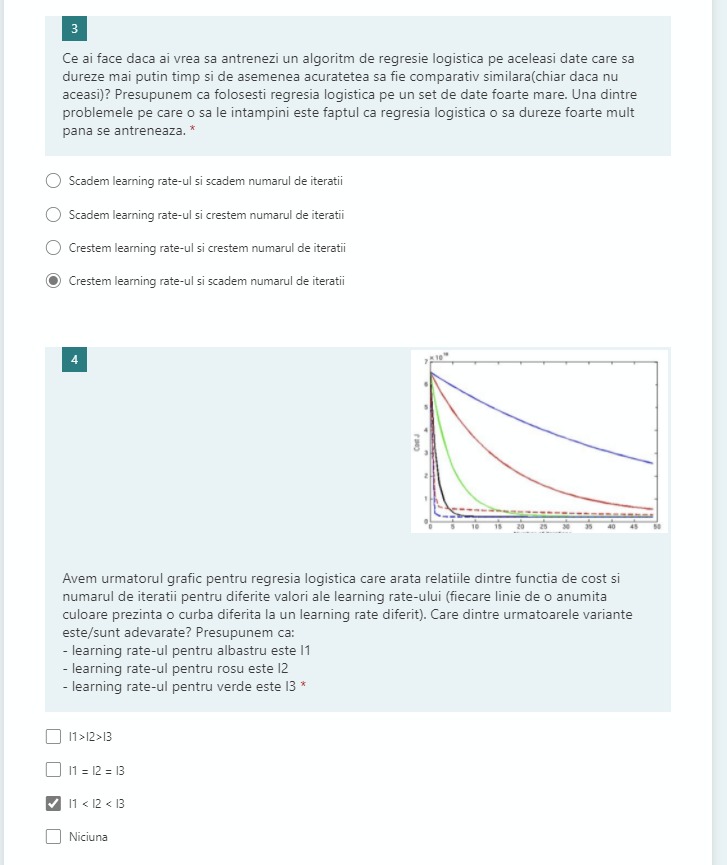 3
Ce ai face daca ai vrea sa antrenezi un algoritm de regresie logistica pe aceleasi date care sa
dureze mai putin timp si de asemenea acuratetea sa fie comparativ similara(chiar daca nu
aceasi)? Presupunem ca folosesti regresia logistica pe un set de date foarte mare. Una dintre
problemele pe care o sa le intampini este faptul ca regresia logistica o sa dureze foarte mult
pana se antreneaza. *
Scadem learning rate-ul si scadem numarul de iteratii
Scadem learning rate-ul si crestem numarul de iteratii
Crestem learning rate-ul si crestem numarul de iteratii
Crestem learning rate-ul si scadem numarul de iteratii
4
7
6
5
4
Cost J
3
2
1
0
0 5 10 15 20 25 30 35 40 45 50
Avem urmatorul grafic pentru regresia logistica care arata relatiile dintre functia de cost si
numarul de iteratii pentru diferite valori ale learning rate-ului (fiecare linie de o anumita
culoare prezinta o curba diferita la un learning rate diferit). Care dintre urmatoarele variante
este/sunt adevarate? Presupunem ca:
- learning rate-ul pentru albastru este l1
- learning rate-ul pentru rosu este l2
- learning rate-ul pentru verde este l3 *
l1>l2>l3
l1 = l2 = l3
l1 < l2 < l3
Niciuna